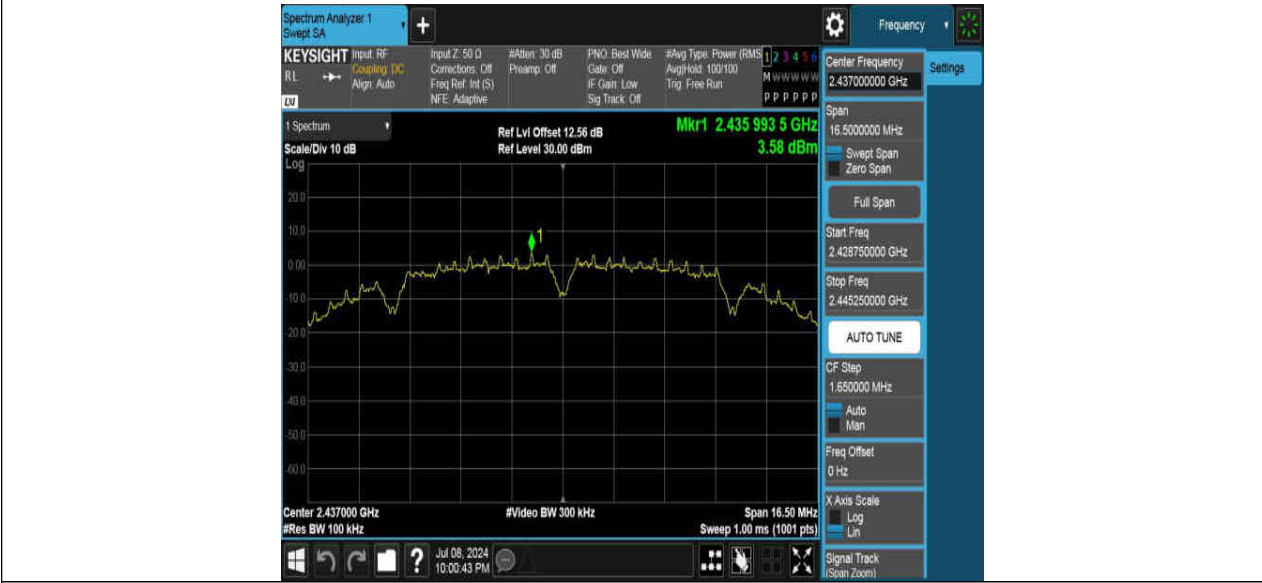 Spectrum Analyzer 1
Swept SA
+
Frequency
KEYSIGHT
RL
LXI
Input: RF
Coupling: DC
Align: Auto
Input Z: 50 Ω
Corrections: Off
Freq Ref: Int (S)
NFE: Adaptive
#Atten: 30 dB
Preamp: Off
PNO: Best Wide
Gate: Off
IF Gain: Low
Sig Track: Off
#Avg Type: Power (RMS
Avg|Hold: 100/100
Trig: Free Run
1 2 3 4 5 6
M W W W W W
P P P P P P
Center Frequency
2.437000000 GHz
Settings
Span
16.5000000 MHz
Swept Span
Zero Span
Full Span
Start Freq
2.428750000 GHz
Stop Freq
2.445250000 GHz
AUTO TUNE
CF Step
1.650000 MHz
Auto
Man
Freq Offset
0 Hz
X Axis Scale
Log
Lin
Signal Track
(Span Zoom)
1 Spectrum
Scale/Div 10 dB
Log
Ref Lvl Offset 12.56 dB
Ref Level 30.00 dBm
Mkr1 2.435 993 5 GHz
3.58 dBm
20.0
10.0
1
0.00
-10.0
-20.0
-30.0
-40.0
-50.0
-60.0
Center 2.437000 GHz
#Res BW 100 kHz
#Video BW 300 kHz
Span 16.50 MHz
Sweep 1.00 ms (1001 pts)
?
Jul 08, 2024
10:00:43 PM